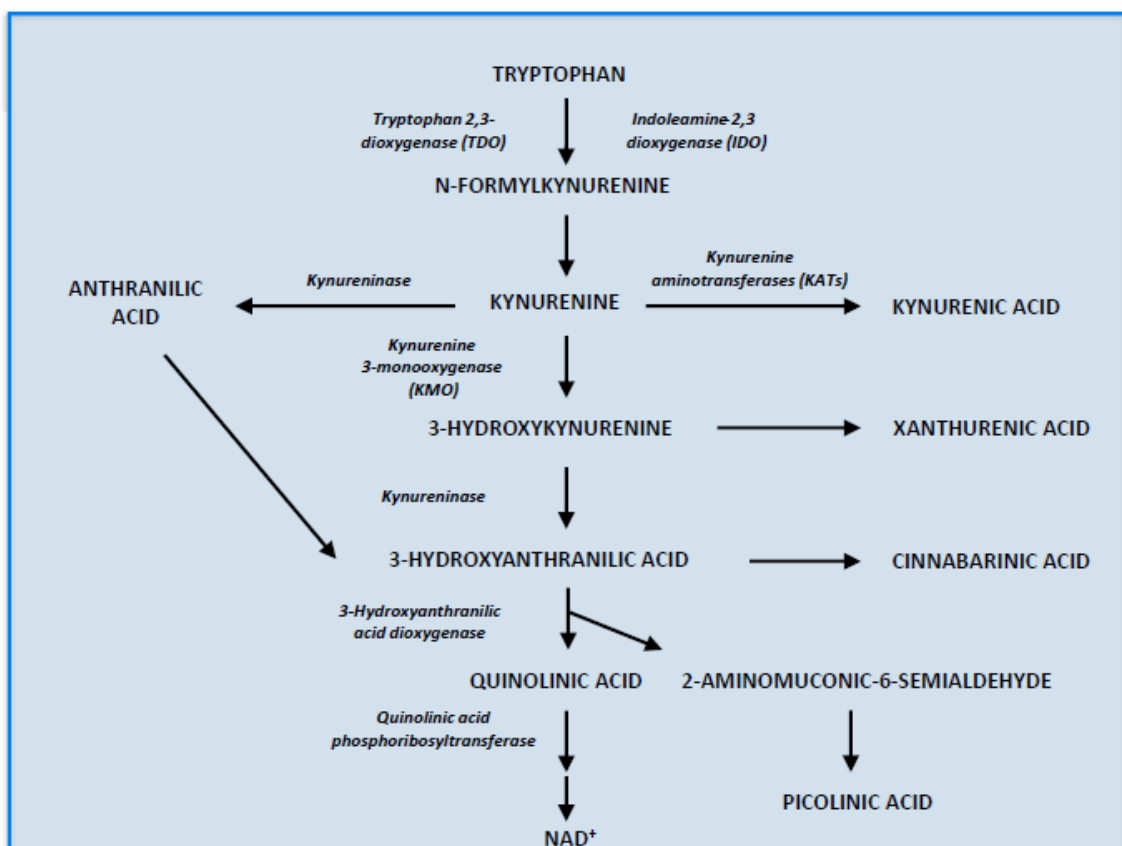 TRYPTOPHAN
Tryptophan 2,3-
dioxygenase (TDO)
Indoleamine-2,3
dioxygenase (IDO)
N-FORMYLKYNURENINE
Kynureninase
Kynurenine
aminotransferases (KATs)
ANTHRANILIC
ACID
KYNURENINE
KYNURENIC ACID
Kynurenine
3-monooxygenase
(KMO)
3-HYDROXYKYNURENINE
XANTHURENIC ACID
Kynureninase
3-HYDROXYANTHRANILIC ACID
CINNABARINIC ACID
3-Hydroxyanthranilic
acid dioxygenase
QUINOLINIC ACID
2-AMINOMUCONIC-6-SEMIALDEHYDE
Quinolinic acid
phosphoribosyltransferase
PICOLINIC ACID
NAD⁺